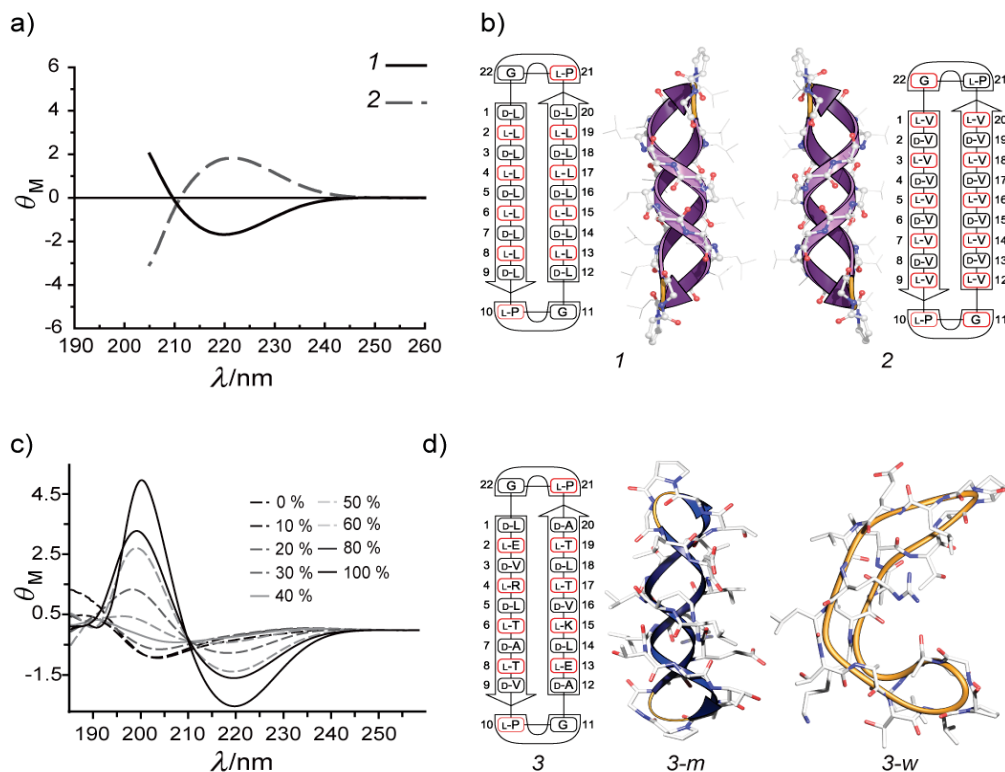 a)
6
4
2
0
-2
-4
-6
θM
190 200 210 220 230 240 250 260
λ/nm
1
2
b)
22 G L-P 21
1 D-L D-L 20
2 L-L L-L 19
3 D-L D-L 18
4 L-L L-L 17
5 D-L D-L 16
6 L-L L-L 15
7 D-L D-L 14
8 L-L L-L 13
9 D-L D-L 12
10 L-P G 11
1
2
22 G L-P 21
1 L-V L-V 20
2 D-V D-V 19
3 L-V L-V 18
4 D-V D-V 17
5 L-V L-V 16
6 D-V D-V 15
7 L-V L-V 14
8 D-V D-V 13
9 L-V L-V 12
10 L-P G 11
c)
4.5
2.5
0.5
-1.5
θM
190 200 210 220 230 240 250
λ/nm
0 % 50 %
10 % 60 %
20 % 80 %
30 % 100 %
40 %
d)
22 G L-P 21
1 D-L D-A 20
2 L-E L-T 19
3 D-V D-L 18
4 L-R L-T 17
5 D-L D-V 16
6 L-T L-K 15
7 D-A D-L 14
8 L-T L-E 13
9 D-V D-A 12
10 L-P G 11
3
3-m
3-w